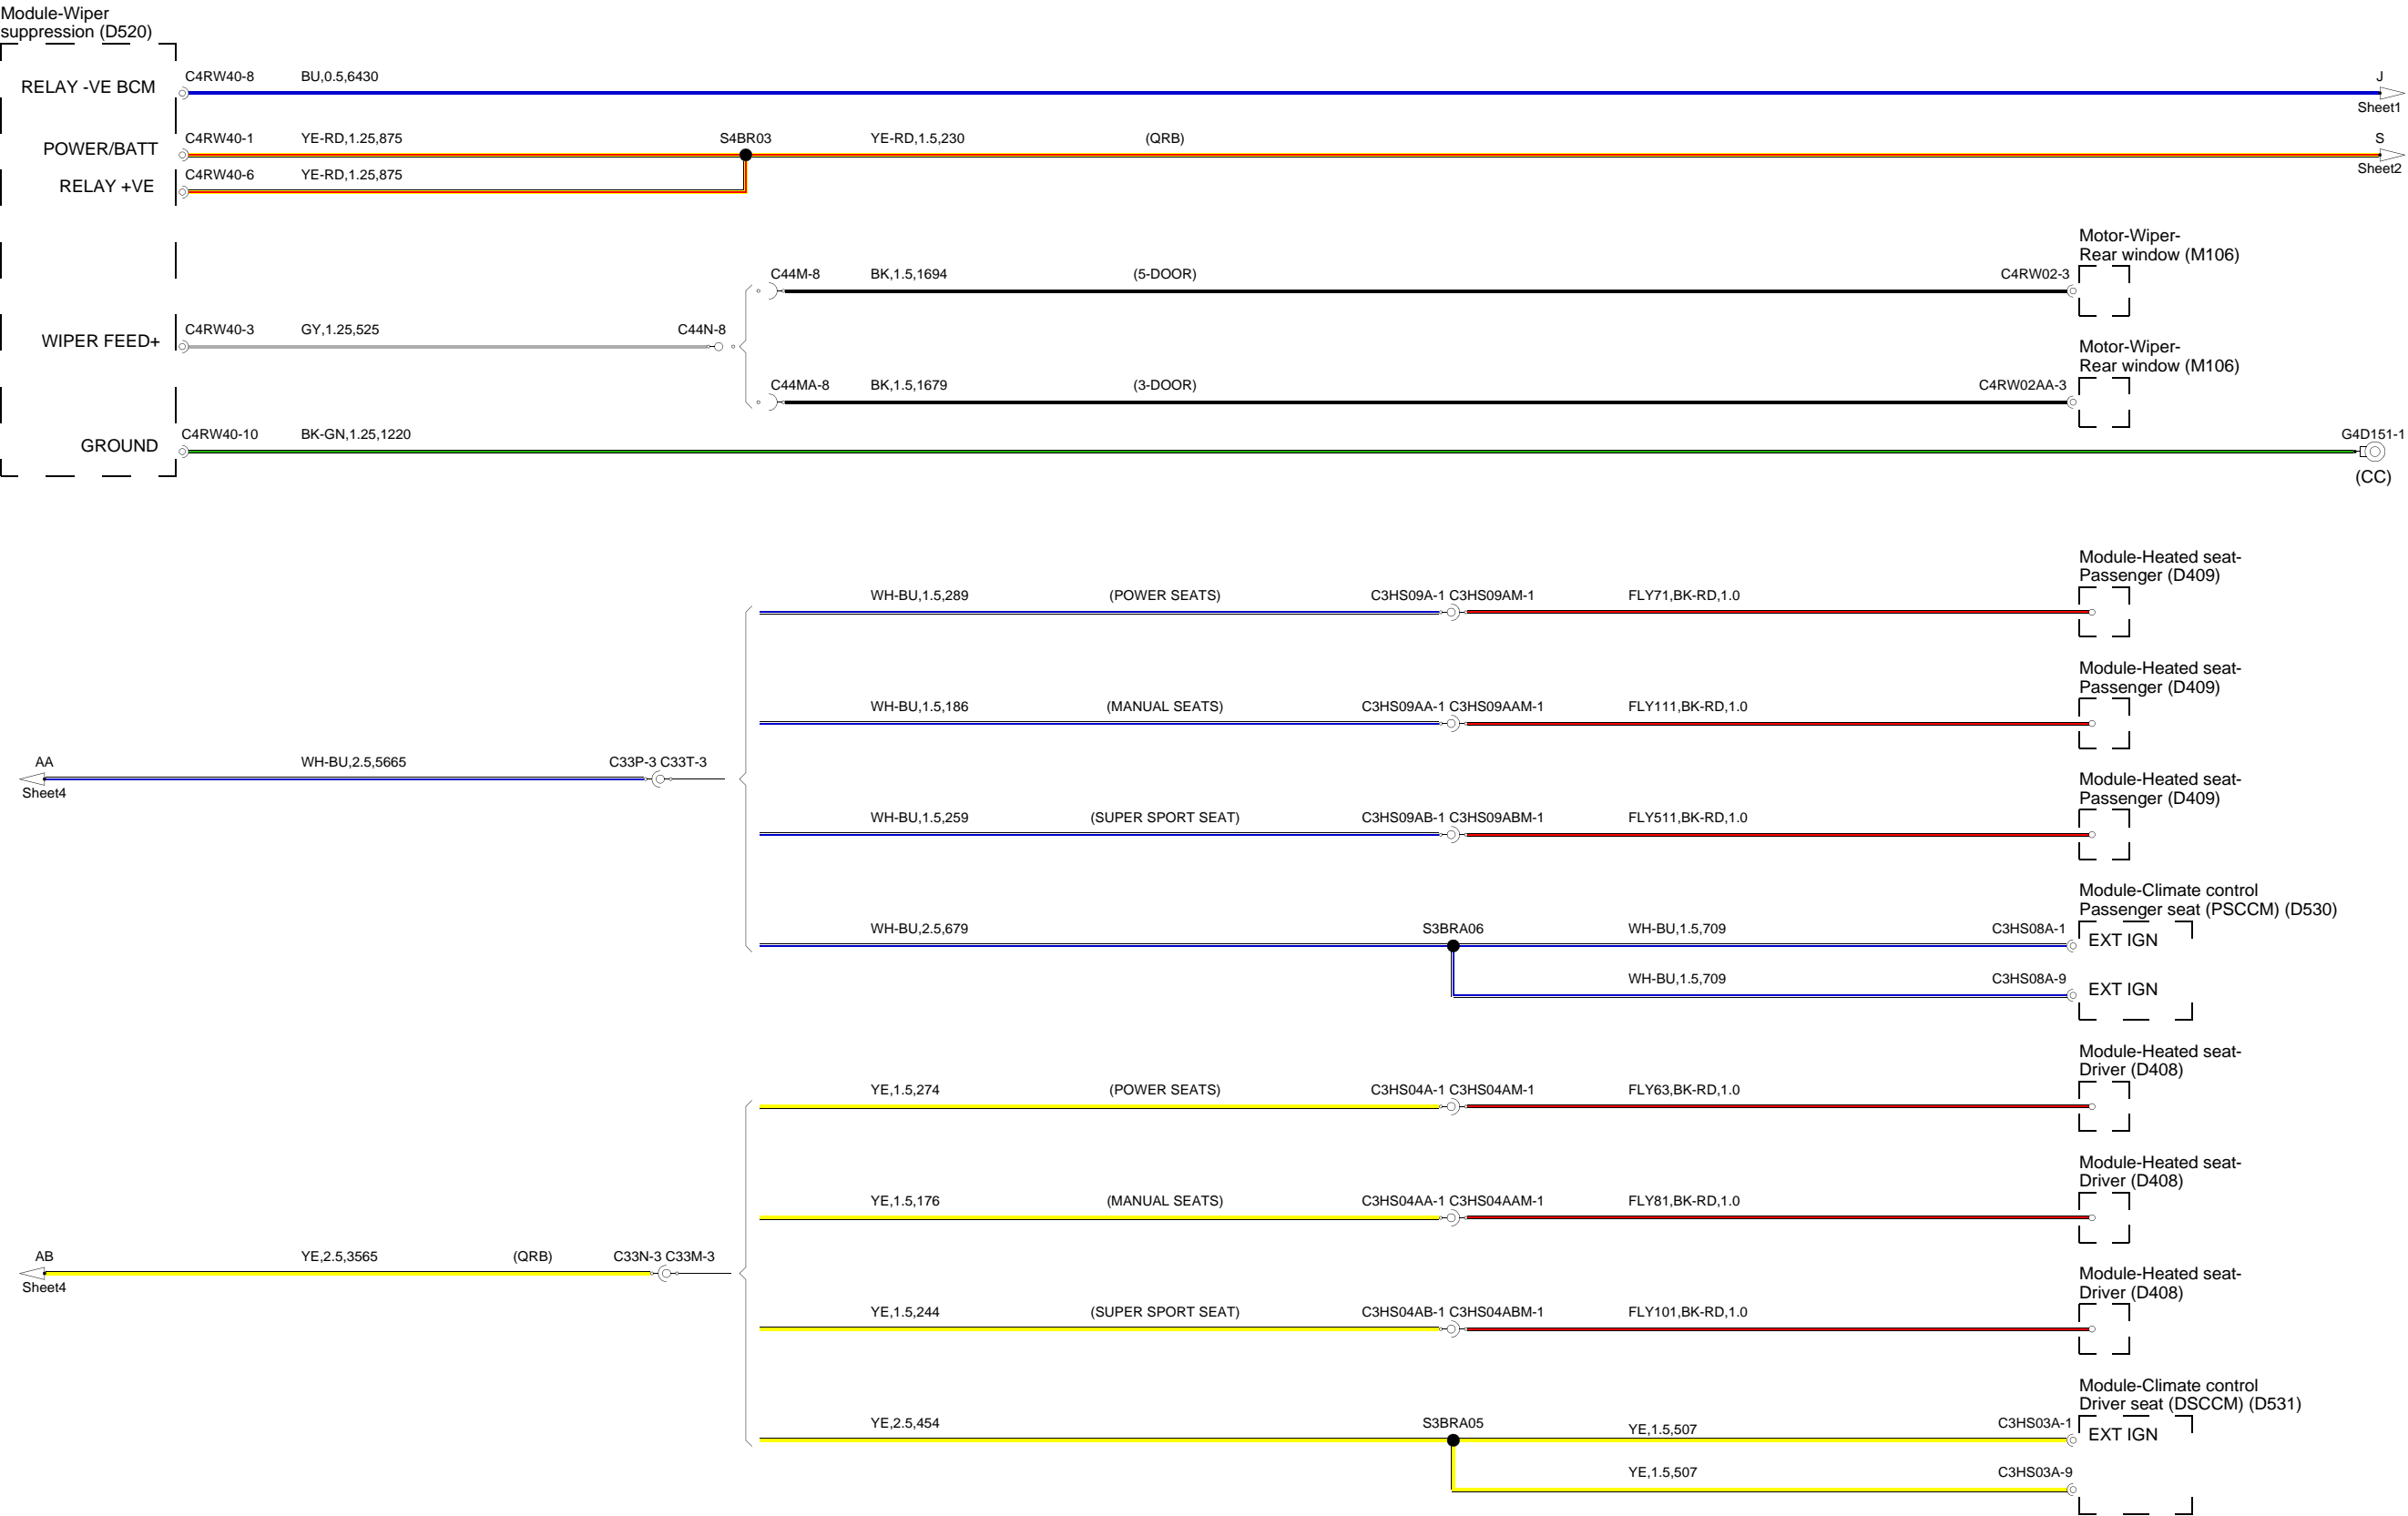 Module-Wiper
suppression (D520)
RELAY -VE BCM
C4RW40-8
BU,0.5,6430
J
Sheet1
POWER/BATT
C4RW40-1
YE-RD,1.25,875
S4BR03
YE-RD,1.5,230
(QRB)
S
Sheet2
RELAY +VE
C4RW40-6
YE-RD,1.25,875
Motor-Wiper-
Rear window (M106)
C44M-8
BK,1.5,1694
(5-DOOR)
C4RW02-3
WIPER FEED+
C4RW40-3
GY,1.25,525
C44N-8
Motor-Wiper-
Rear window (M106)
C44MA-8
BK,1.5,1679
(3-DOOR)
C4RW02AA-3
GROUND
C4RW40-10
BK-GN,1.25,1220
G4D151-1
(CC)
Module-Heated seat-
Passenger (D409)
WH-BU,1.5,289
(POWER SEATS)
C3HS09A-1 C3HS09AM-1
FLY71,BK-RD,1.0
Module-Heated seat-
Passenger (D409)
WH-BU,1.5,186
(MANUAL SEATS)
C3HS09AA-1 C3HS09AAM-1
FLY111,BK-RD,1.0
AA
Sheet4
WH-BU,2.5,5665
C33P-3 C33T-3
Module-Heated seat-
Passenger (D409)
WH-BU,1.5,259
(SUPER SPORT SEAT)
C3HS09AB-1 C3HS09ABM-1
FLY511,BK-RD,1.0
Module-Climate control
Passenger seat (PSCCM) (D530)
WH-BU,2.5,679
S3BRA06
WH-BU,1.5,709
C3HS08A-1
EXT IGN
WH-BU,1.5,709
C3HS08A-9
EXT IGN
Module-Heated seat-
Driver (D408)
YE,1.5,274
(POWER SEATS)
C3HS04A-1 C3HS04AM-1
FLY63,BK-RD,1.0
Module-Heated seat-
Driver (D408)
YE,1.5,176
(MANUAL SEATS)
C3HS04AA-1 C3HS04AAM-1
FLY81,BK-RD,1.0
AB
Sheet4
YE,2.5,3565
(QRB)
C33N-3 C33M-3
Module-Heated seat-
Driver (D408)
YE,1.5,244
(SUPER SPORT SEAT)
C3HS04AB-1 C3HS04ABM-1
FLY101,BK-RD,1.0
Module-Climate control
Driver seat (DSCCM) (D531)
YE,2.5,454
S3BRA05
YE,1.5,507
C3HS03A-1
EXT IGN
YE,1.5,507
C3HS03A-9